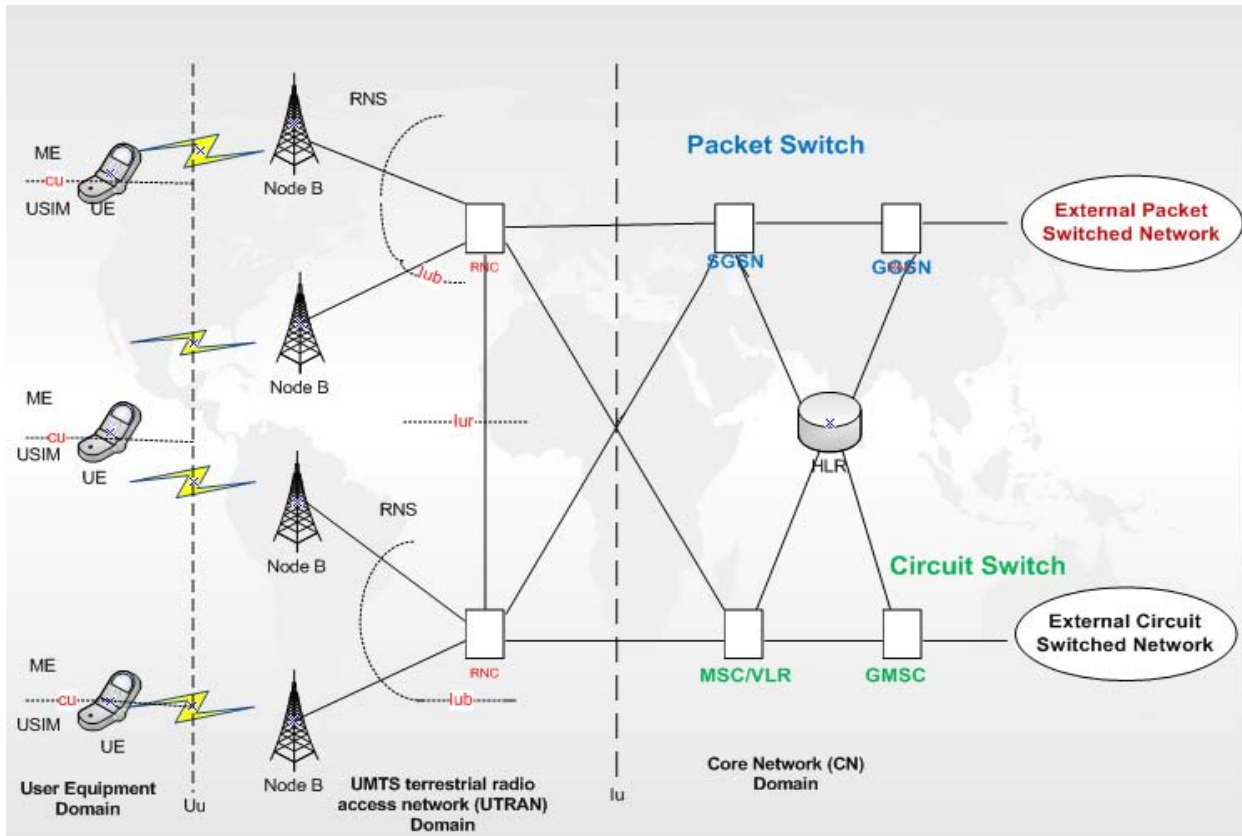 RNS
Packet Switch
ME
cu
USIM UE
Node B
External Packet
Switched Network
RNC
SGSN
GGSN
Iub
Node B
ME
cu
USIM
UE
Iur
HLR
RNS
Node B
Circuit Switch
External Circuit
Switched Network
ME
RNC
MSC/VLR
GMSC
cu
Iub
USIM
UE
Node B
User Equipment
Domain
Uu
UMTS terrestrial radio
access network (UTRAN)
Domain
Iu
Core Network (CN)
Domain